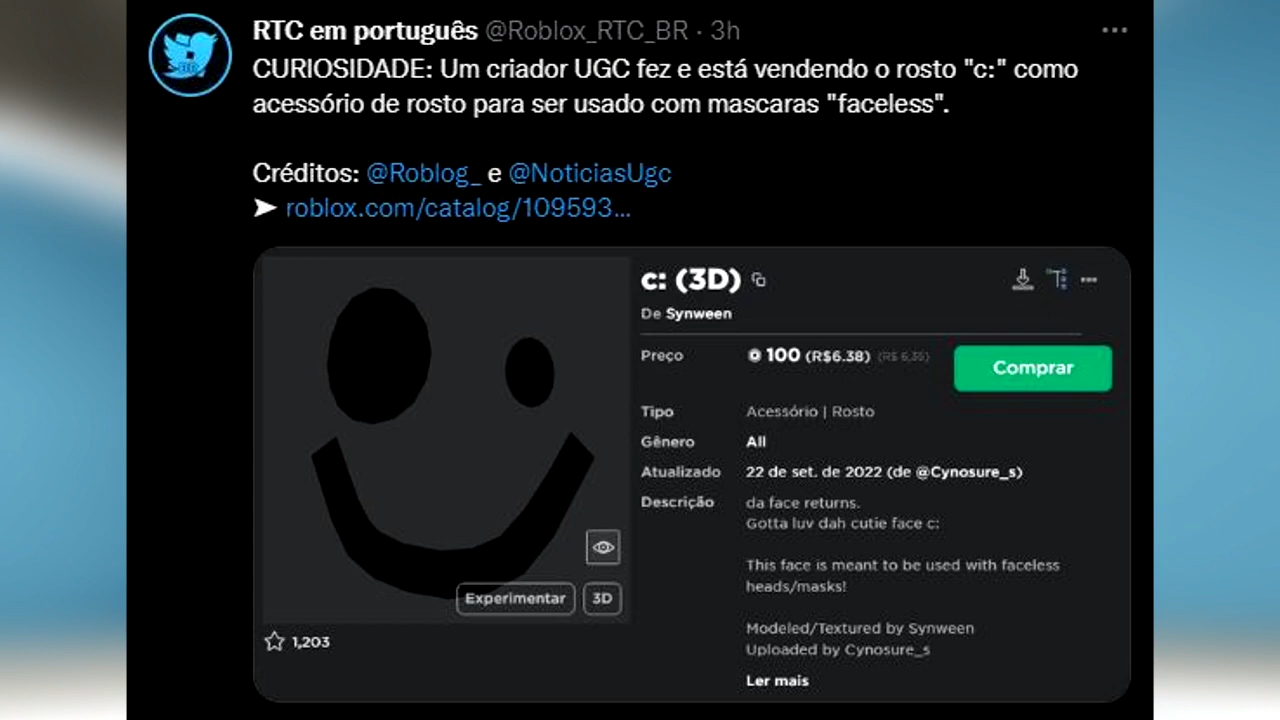 RTC em português @Roblox_RTC_BR · 3h
CURIOSIDADE: Um criador UGC fez e está vendendo o rosto "c:" como
acessório de rosto para ser usado com mascaras "faceless".
Créditos: @Roblog_ e @NoticiasUgc
➤ roblox.com/catalog/109593...
c: (3D)
De Synween
Preço 100 (R$6.38) (R$ 6,35)
Comprar
Tipo Acessório | Rosto
Gênero All
Atualizado 22 de set. de 2022 (de @Cynosure_s)
Descrição da face returns.
Gotta luv dah cutie face c:
This face is meant to be used with faceless
heads/masks!
Modeled/Textured by Synween
Uploaded by Cynosure_s
Ler mais
Experimentar 3D
1,203